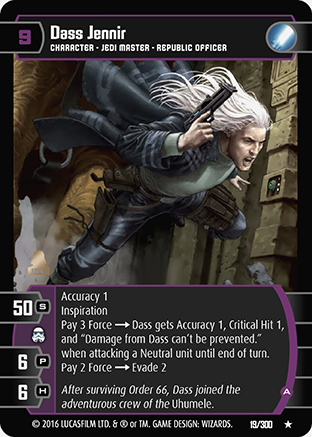 9
Dass Jennir
CHARACTER • JEDI MASTER • REPUBLIC OFFICER
50 S
6 P
6 H
Accuracy 1
Inspiration
Pay 3 Force → Dass gets Accuracy 1, Critical Hit 1,
and “Damage from Dass can’t be prevented.”
when attacking a Neutral unit until end of turn.
Pay 2 Force → Evade 2
After surviving Order 66, Dass joined the
adventurous crew of the Uhumele.
A
© 2016 LUCASFILM LTD. & ® or TM. GAME DESIGN: WIZARDS.
19/300 ★